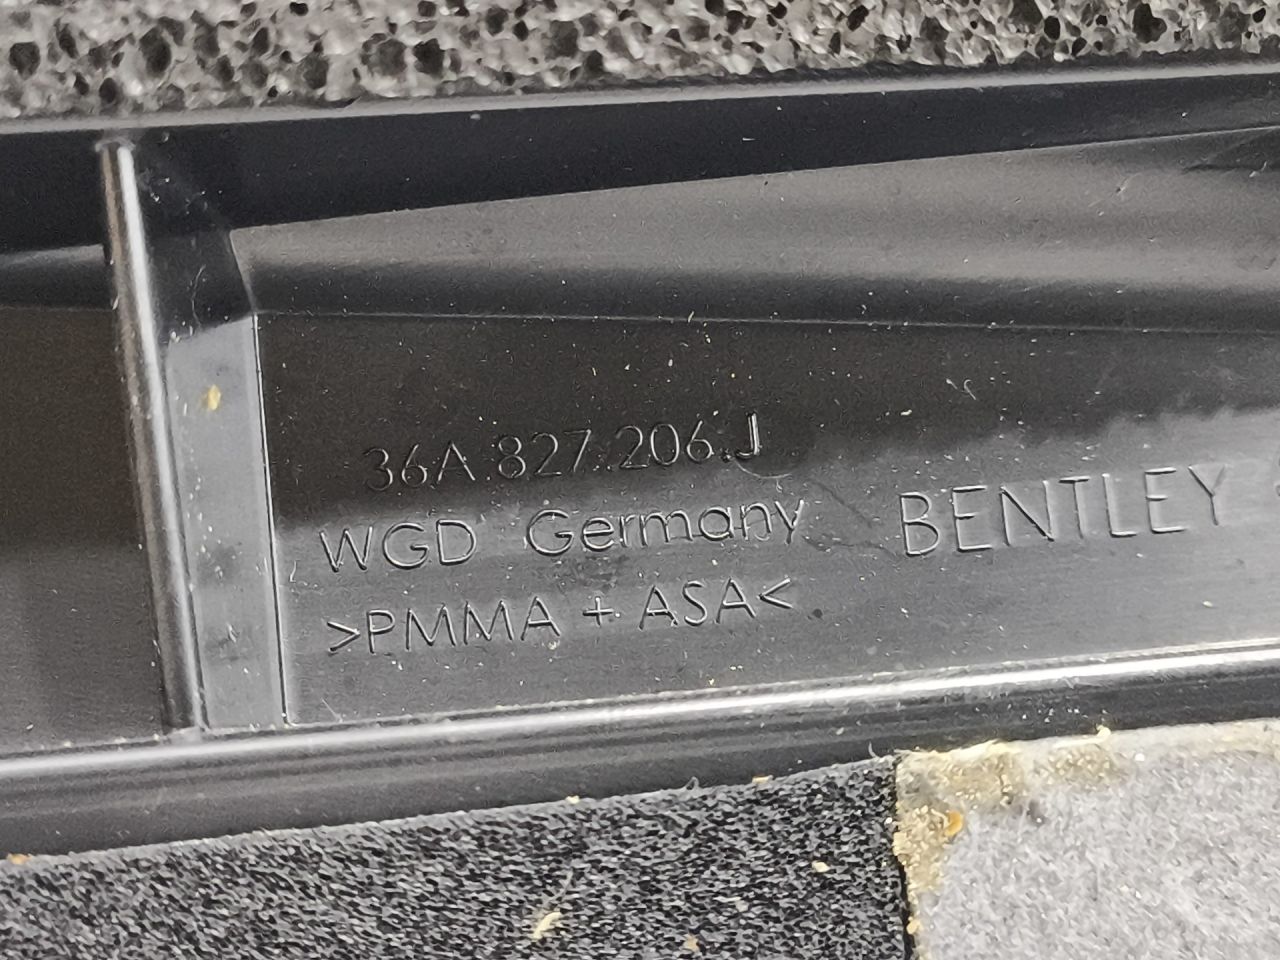 36A.827.206.J
WGD Germany
BENTLEY
>PMMA + ASA<